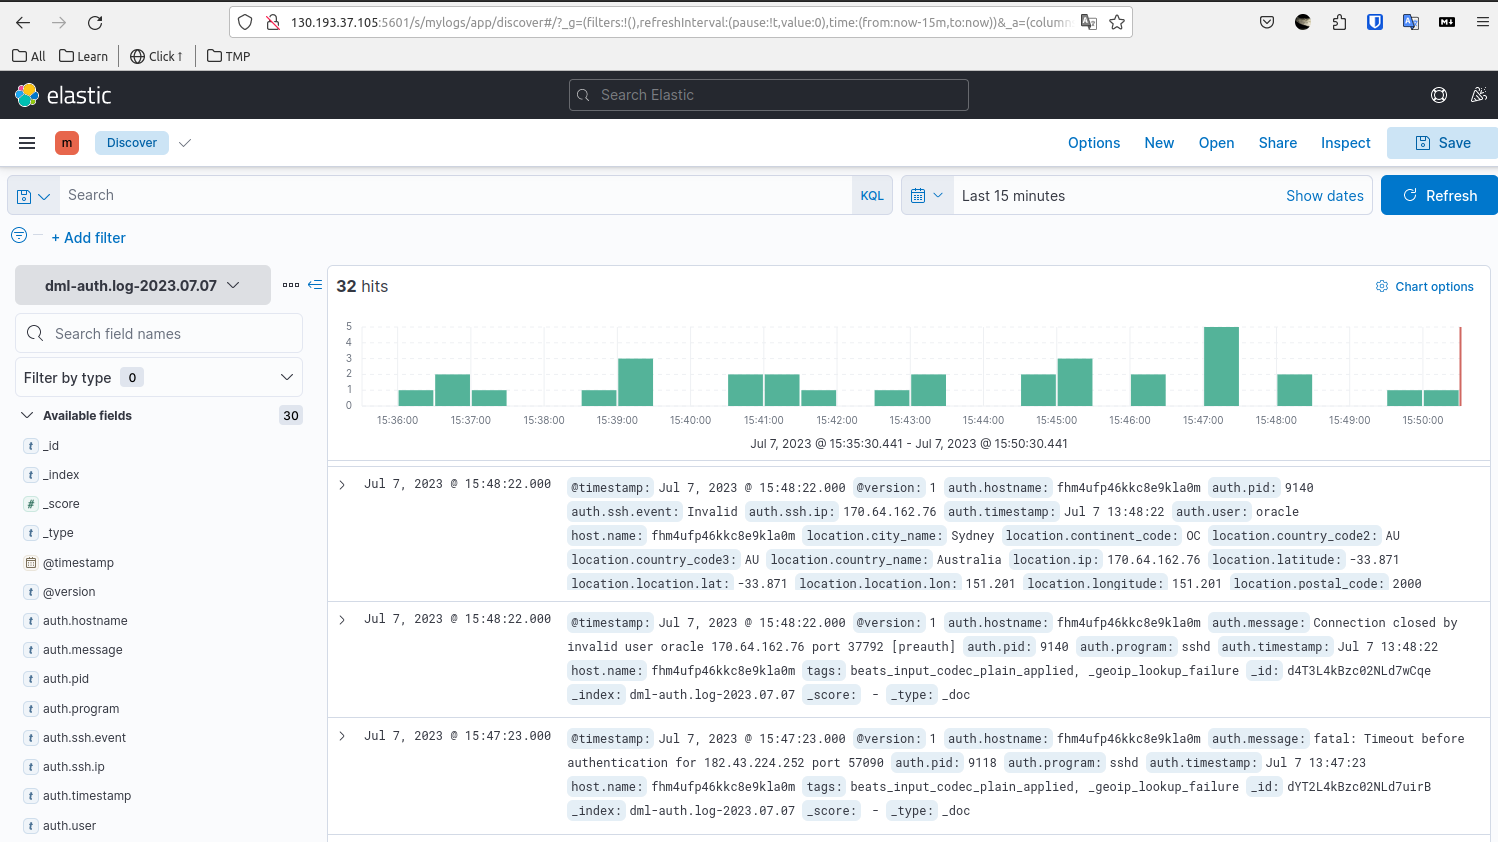 130.193.37.105:5601/s/mylogs/app/discover#/?_g=(filters:!(),refreshInterval:(pause:!t,value:0),time:(from:now-15m,to:now))&_a=(column
All Learn Click↑ TMP
elastic Search Elastic
m Discover Options New Open Share Inspect Save
Search KQL Last 15 minutes Show dates Refresh
+ Add filter
dml-auth.log-2023.07.07
Search field names
Filter by type 0
Available fields 30
t _id
t _index
# _score
t _type
@timestamp
t @version
t auth.hostname
t auth.message
t auth.pid
t auth.program
t auth.ssh.event
t auth.ssh.ip
t auth.timestamp
t auth.user
32 hits Chart options
5
4
3
2
1
0
15:36:00 15:37:00 15:38:00 15:39:00 15:40:00 15:41:00 15:42:00 15:43:00 15:44:00 15:45:00 15:46:00 15:47:00 15:48:00 15:49:00 15:50:00
Jul 7, 2023 @ 15:35:30.441 - Jul 7, 2023 @ 15:50:30.441
Jul 7, 2023 @ 15:48:22.000 @timestamp: Jul 7, 2023 @ 15:48:22.000 @version: 1 auth.hostname: fhm4ufp46kkc8e9kla0m auth.pid: 9140
auth.ssh.event: Invalid auth.ssh.ip: 170.64.162.76 auth.timestamp: Jul 7 13:48:22 auth.user: oracle
host.name: fhm4ufp46kkc8e9kla0m location.city_name: Sydney location.continent_code: OC location.country_code2: AU
location.country_code3: AU location.country_name: Australia location.ip: 170.64.162.76 location.latitude: -33.871
location.location.lat: -33.871 location.location.lon: 151.201 location.longitude: 151.201 location.postal_code: 2000
Jul 7, 2023 @ 15:48:22.000 @timestamp: Jul 7, 2023 @ 15:48:22.000 @version: 1 auth.hostname: fhm4ufp46kkc8e9kla0m auth.message: Connection closed by
invalid user oracle 170.64.162.76 port 37792 [preauth] auth.pid: 9140 auth.program: sshd auth.timestamp: Jul 7 13:48:22
host.name: fhm4ufp46kkc8e9kla0m tags: beats_input_codec_plain_applied, _geoip_lookup_failure _id: d4T3L4kBzc02NLd7wCqe
_index: dml-auth.log-2023.07.07 _score: - _type: _doc
Jul 7, 2023 @ 15:47:23.000 @timestamp: Jul 7, 2023 @ 15:47:23.000 @version: 1 auth.hostname: fhm4ufp46kkc8e9kla0m auth.message: fatal: Timeout before
authentication for 182.43.224.252 port 57090 auth.pid: 9118 auth.program: sshd auth.timestamp: Jul 7 13:47:23
host.name: fhm4ufp46kkc8e9kla0m tags: beats_input_codec_plain_applied, _geoip_lookup_failure _id: dYT2L4kBzc02NLd7uirB
_index: dml-auth.log-2023.07.07 _score: - _type: _doc